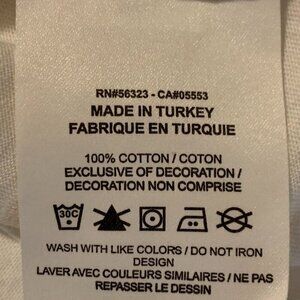 RN#56323 - CA#05553
MADE IN TURKEY
FABRIQUE EN TURQUIE
100% COTTON / COTON
EXCLUSIVE OF DECORATION /
DECORATION NON COMPRISE
30C
WASH WITH LIKE COLORS / DO NOT IRON
DESIGN
LAVER AVEC COULEURS SIMILAIRES / NE PAS
REPASSER LE DESSIN